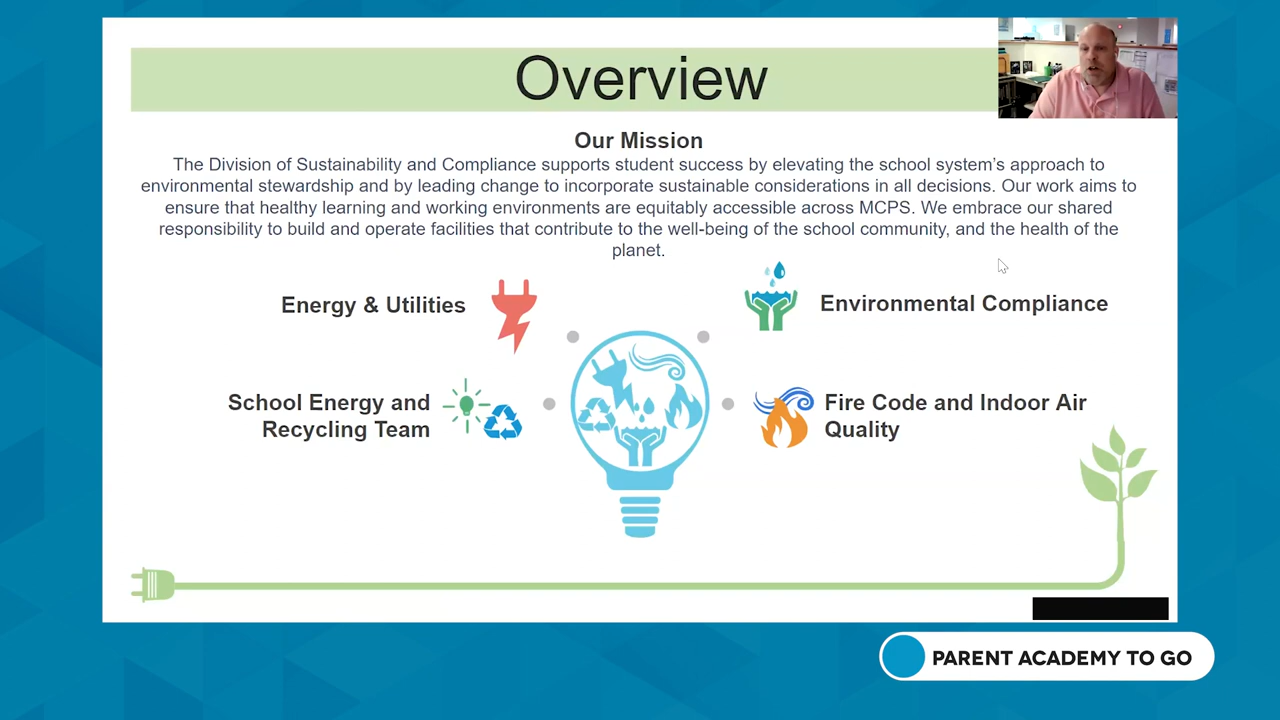 Overview
Our Mission
The Division of Sustainability and Compliance supports student success by elevating the school system's approach to
environmental stewardship and by leading change to incorporate sustainable considerations in all decisions. Our work aims to
ensure that healthy learning and working environments are equitably accessible across MCPS. We embrace our shared
responsibility to build and operate facilities that contribute to the well-being of the school community, and the health of the
planet.
Energy & Utilities
Environmental Compliance
School Energy and
Recycling Team
Fire Code and Indoor Air
Quality
PARENT ACADEMY TO GO